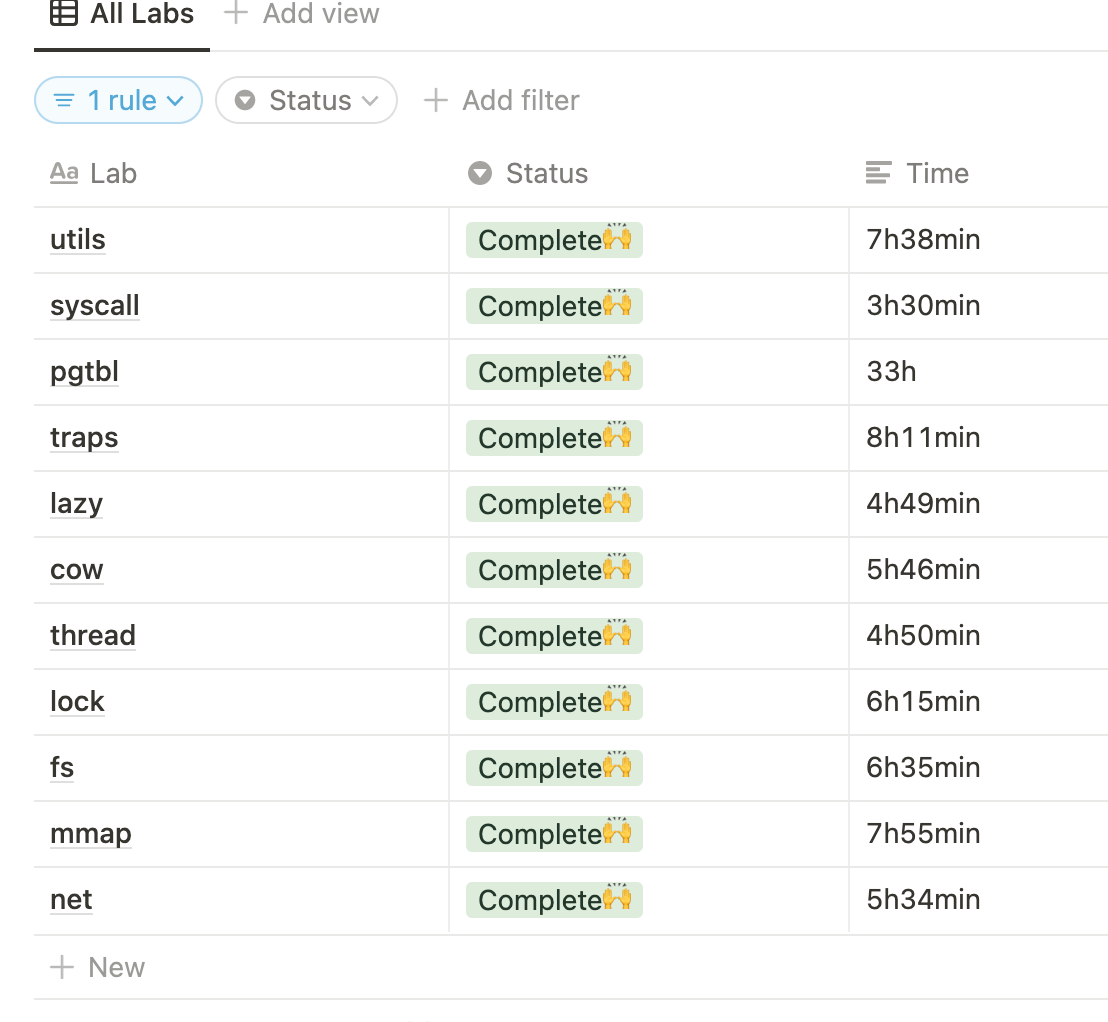 All Labs + Add view
1 rule Status + Add filter
Aa Lab Status Time
utils Complete🙌 7h38min
syscall Complete🙌 3h30min
pgtbl Complete🙌 33h
traps Complete🙌 8h11min
lazy Complete🙌 4h49min
cow Complete🙌 5h46min
thread Complete🙌 4h50min
lock Complete🙌 6h15min
fs Complete🙌 6h35min
mmap Complete🙌 7h55min
net Complete🙌 5h34min
+ New